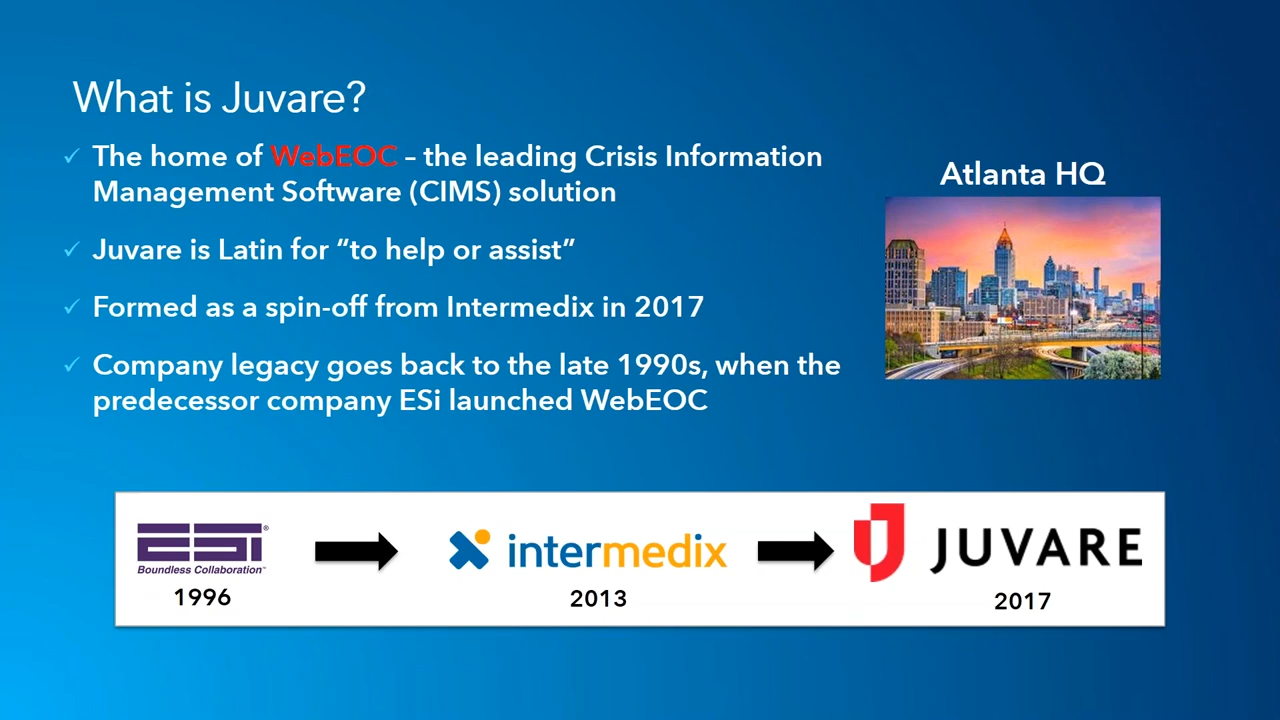 What is Juvare?
✓ The home of WebEOC – the leading Crisis Information
Management Software (CIMS) solution
✓ Juvare is Latin for “to help or assist”
✓ Formed as a spin-off from Intermedix in 2017
✓ Company legacy goes back to the late 1990s, when the
predecessor company ESi launched WebEOC
Atlanta HQ
ESI®
Boundless Collaboration™
1996
intermedix
2013
JUVARE
2017